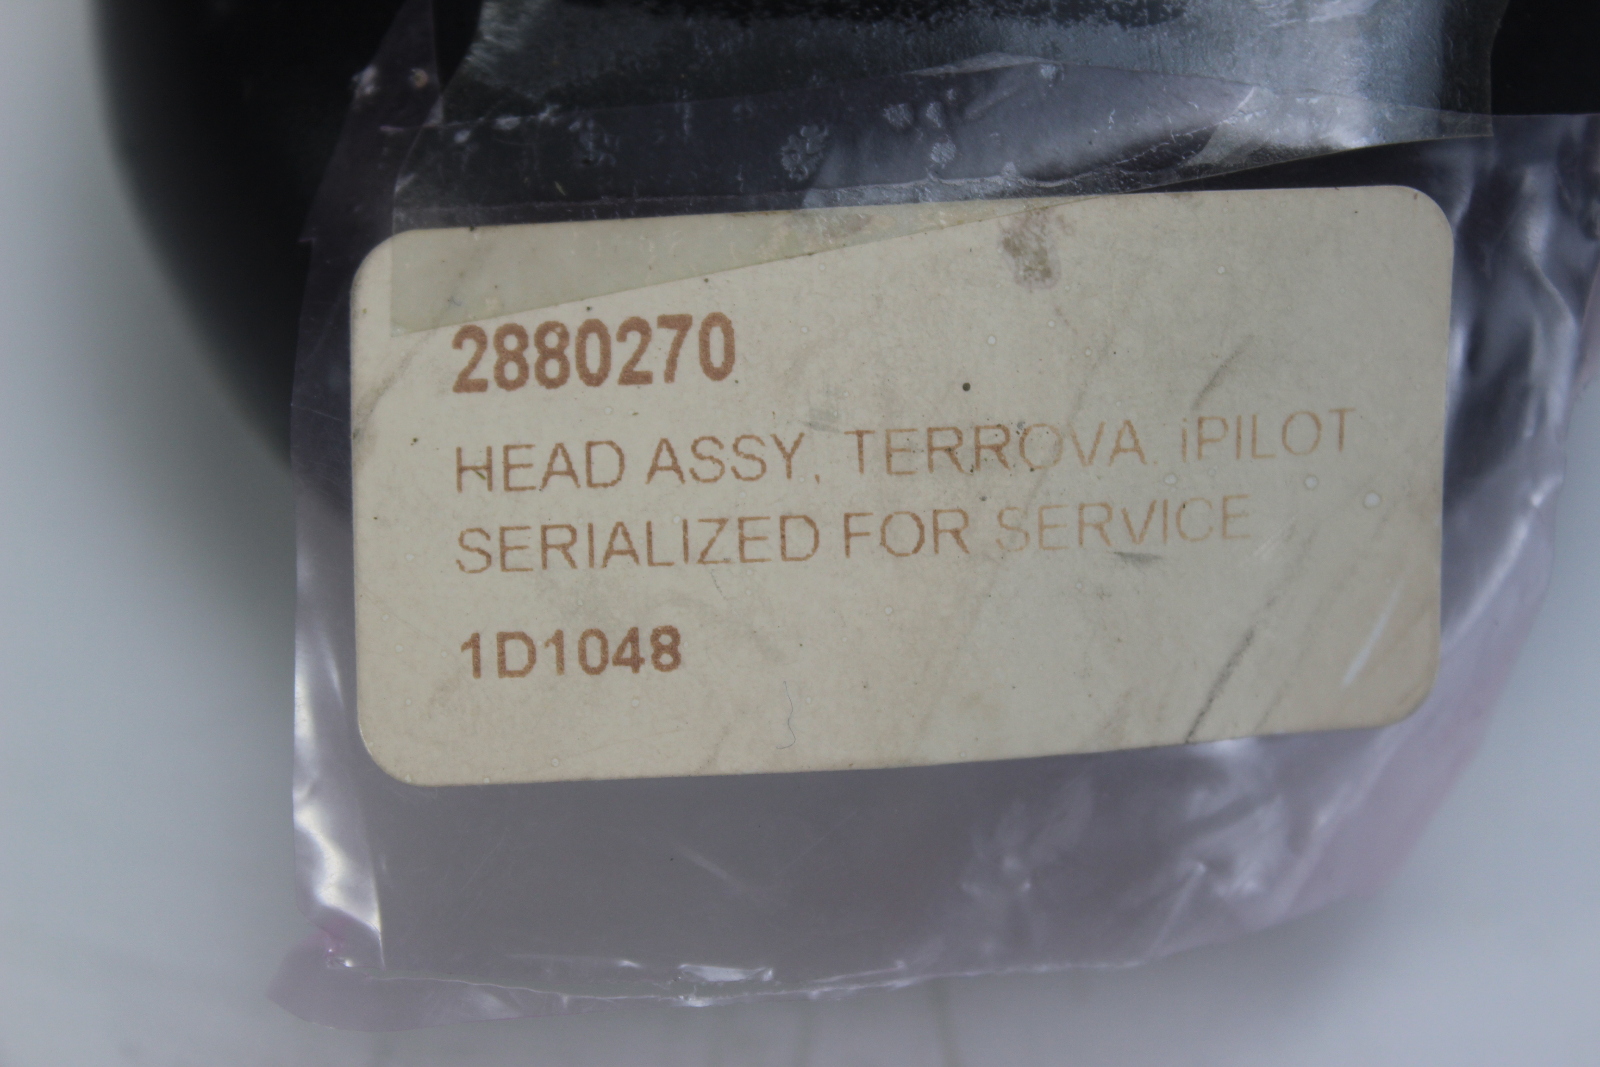 2880270
HEAD ASSY, TERROVA iPILOT
SERIALIZED FOR SERVICE
1D1048